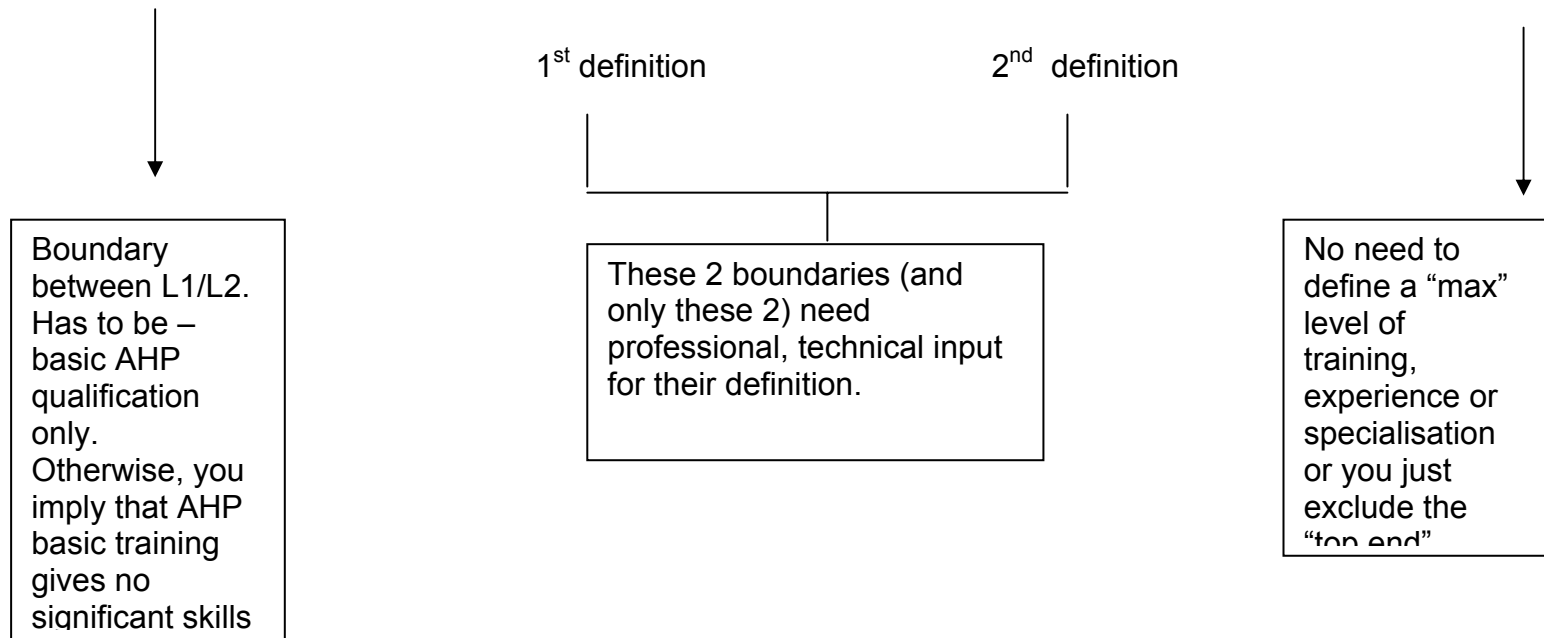 1st definition
2nd definition
Boundary
between L1/L2.
Has to be –
basic AHP
qualification
only.
Otherwise, you
imply that AHP
basic training
gives no
significant skills
These 2 boundaries (and
only these 2) need
professional, technical input
for their definition.
No need to
define a “max”
level of
training,
experience or
specialisation
or you just
exclude the
“top end”